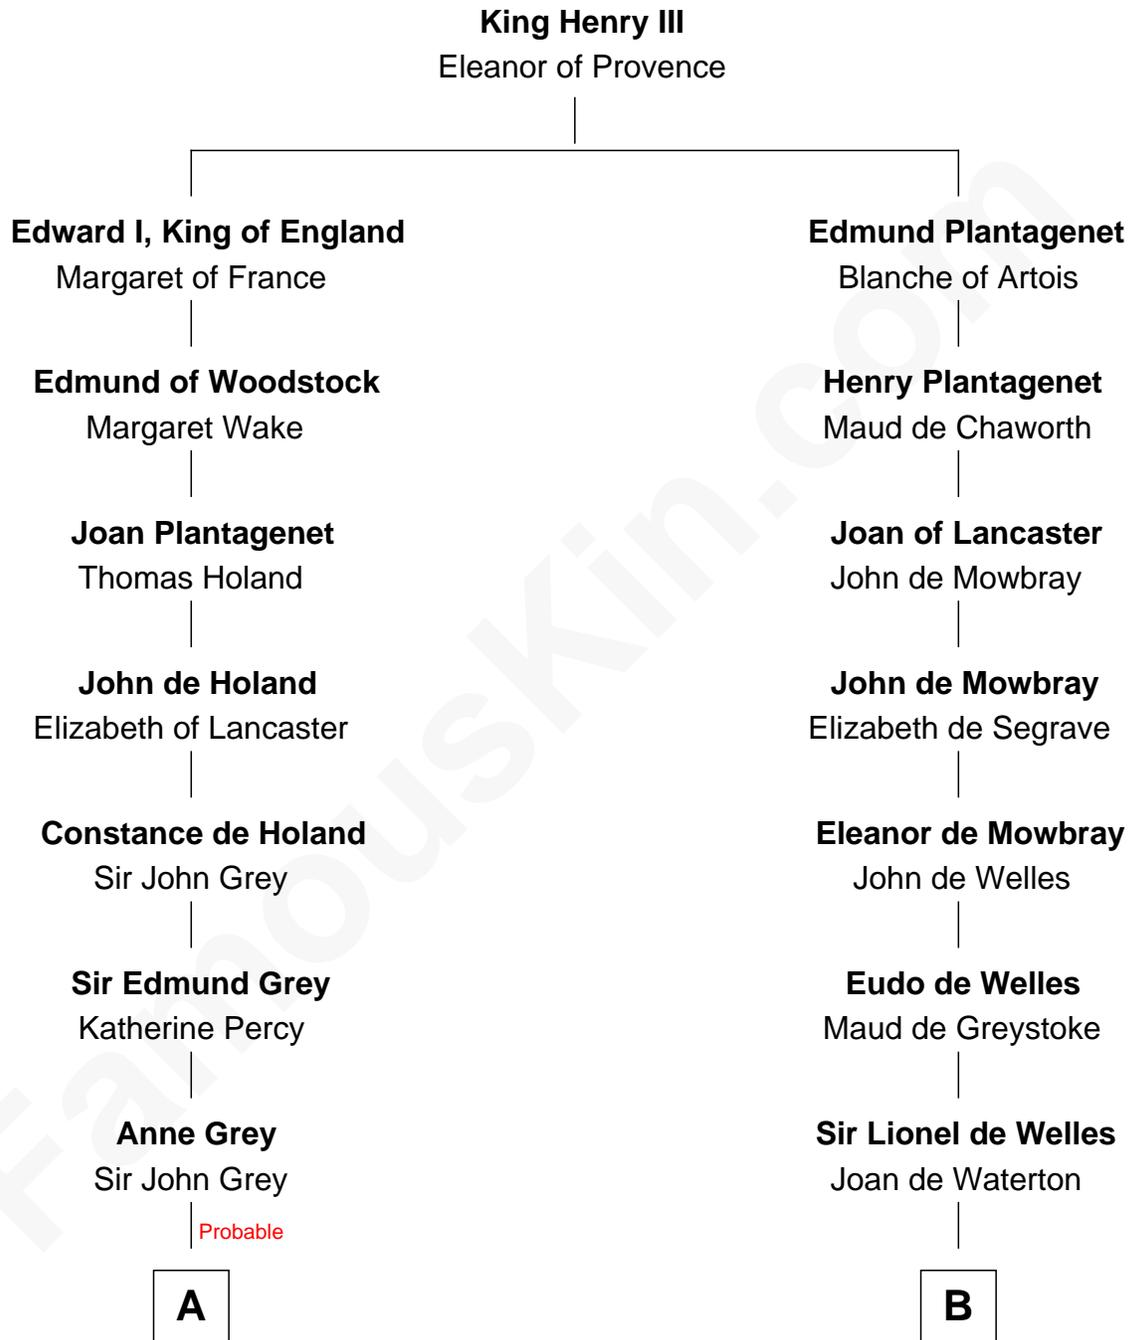 King Henry III
Eleanor of Provence
Edward I, King of England
Margaret of France
Edmund Plantagenet
Blanche of Artois
Edmund of Woodstock
Margaret Wake
Henry Plantagenet
Maud de Chaworth
Joan Plantagenet
Thomas Holand
Joan of Lancaster
John de Mowbray
John de Holand
Elizabeth of Lancaster
John de Mowbray
Elizabeth de Segrave
Constance de Holand
Sir John Grey
Eleanor de Mowbray
John de Welles
Sir Edmund Grey
Katherine Percy
Eudo de Welles
Maud de Greystoke
Anne Grey
Sir John Grey
Sir Lionel de Welles
Joan de Waterton
Probable
A
B
FamousKin.com